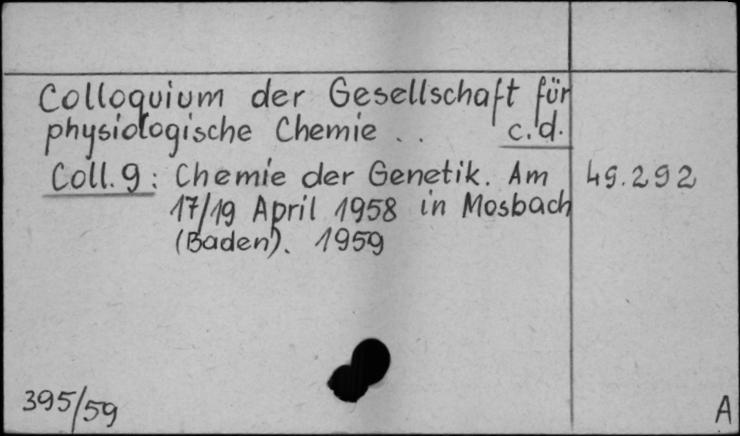 Colloquium der Gesellschaft für
physiologische Chemie . . c.d.
Coll. 9 : Chemie der Genetik. Am 49.292
17/19 April 1958 in Mosbach
(Baden). 1959
395/59
A